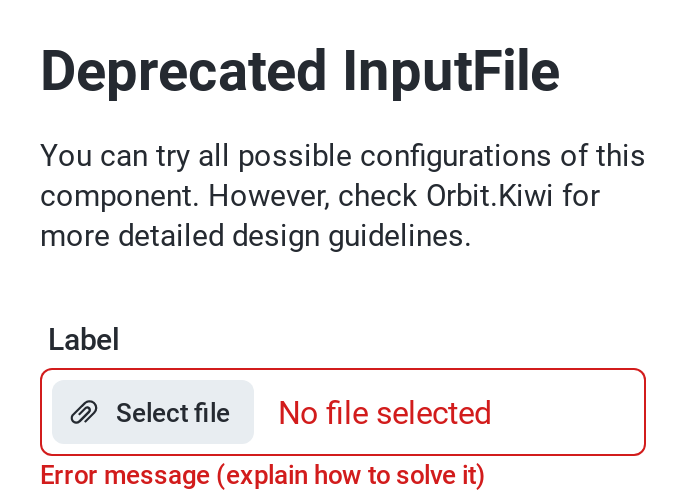 Deprecated InputFile
You can try all possible configurations of this
component. However, check Orbit.Kiwi for
more detailed design guidelines.
Label
Select file
No file selected
Error message (explain how to solve it)